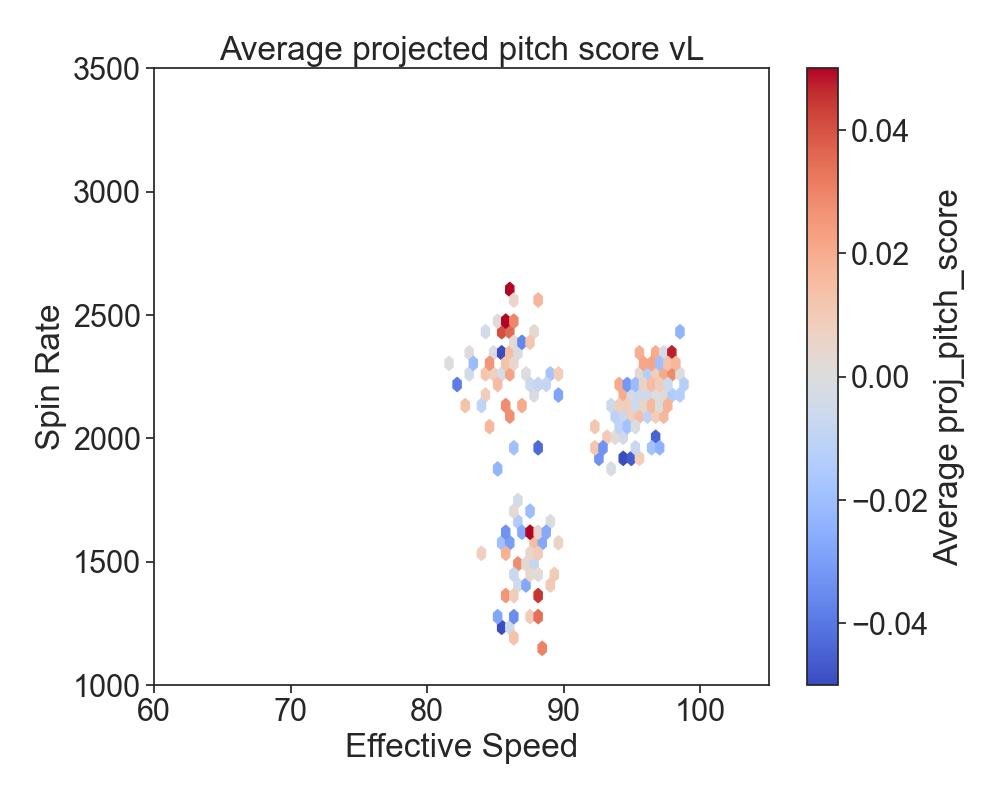 Average projected pitch score vL
3500
3000
2500
2000
1500
1000
Spin Rate
60 70 80 90 100
Effective Speed
0.04
0.02
0.00
−0.02
−0.04
Average proj_pitch_score